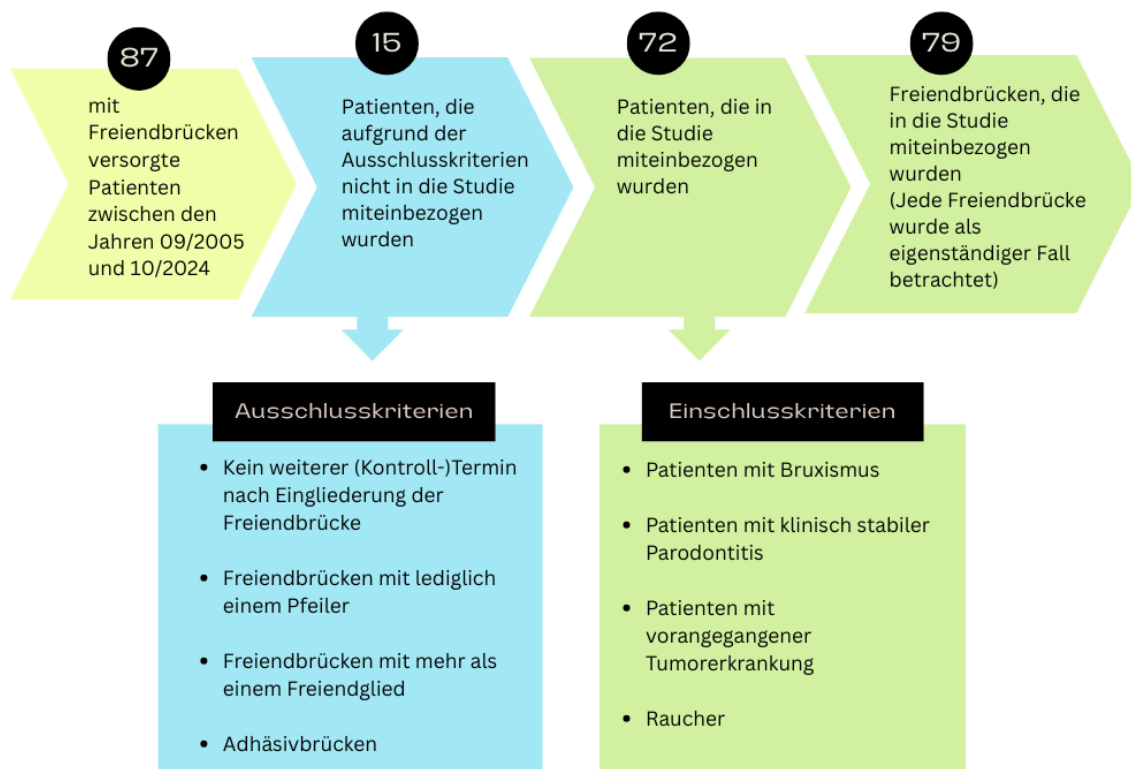 87
mit
Freiendbrücken
versorgte
Patienten
zwischen den
Jahren 09/2005
und 10/2024
15
Patienten, die
aufgrund der
Ausschlusskriterien
nicht in die Studie
miteinbezogen
wurden
72
Patienten, die in
die Studie
miteinbezogen
wurden
79
Freiendbrücken, die
in die Studie
miteinbezogen
wurden
(Jede Freiendbrücke
wurde als
eigenständiger Fall
betrachtet)
Ausschlusskriterien
• Kein weiterer (Kontroll-)Termin
nach Eingliederung der
Freiendbrücke
• Freiendbrücken mit lediglich
einem Pfeiler
• Freiendbrücken mit mehr als
einem Freiendglied
• Adhäsivbrücken
Einschlusskriterien
• Patienten mit Bruxismus
• Patienten mit klinisch stabiler
Parodontitis
• Patienten mit
vorangegangener
Tumorerkrankung
• Raucher